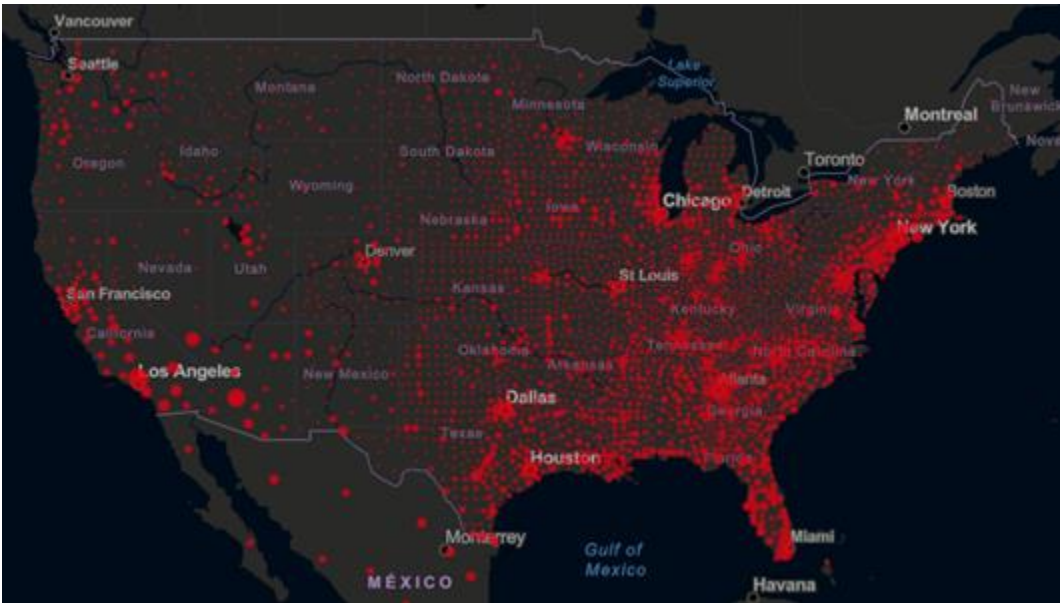 Vancouver
Seattle
Montana
North Dakota
Minnesota
Lake
Superior
New
Brunswick
Montreal
Nova
Oregon
Idaho
South Dakota
Wisconsin
Toronto
Wyoming
New York
Chicago
Detroit
Boston
Nebraska
Iowa
New York
Ohio
Denver
Nevada
Utah
St Louis
San Francisco
Kansas
Kentucky
Virginia
California
Oklahoma
Arkansas
Tennessee
North Carolina
Los Angeles
New Mexico
Atlanta
Dallas
Georgia
Texas
Houston
Florida
Monterrey
Miami
Gulf of
Mexico
MÉXICO
Havana